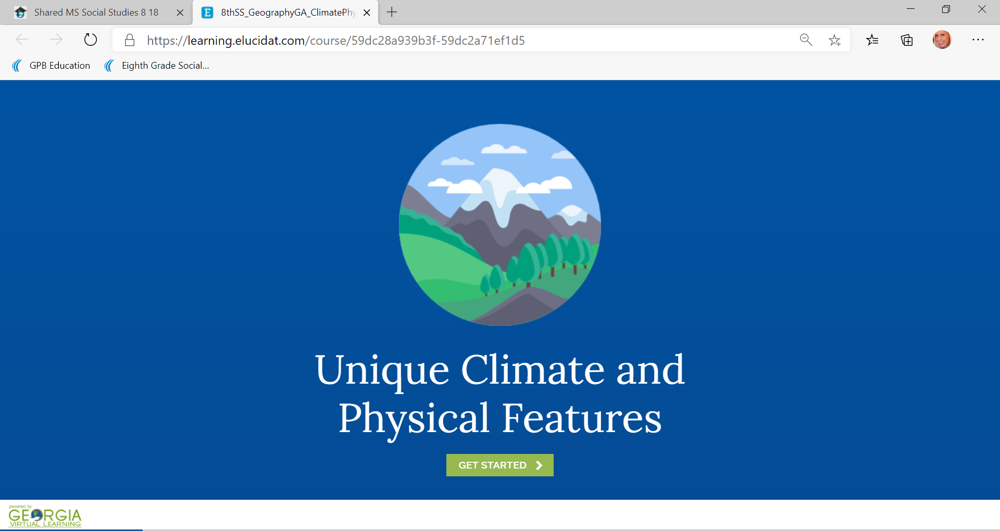 Shared MS Social Studies 8 18
E 8thSS_GeographyGA_ClimatePhy
https://learning.elucidat.com/course/59dc28a939b3f-59dc2a71ef1d5
GPB Education Eighth Grade Social...
Unique Climate and
Physical Features
GET STARTED
powered by
GEORGIA
VIRTUAL LEARNING